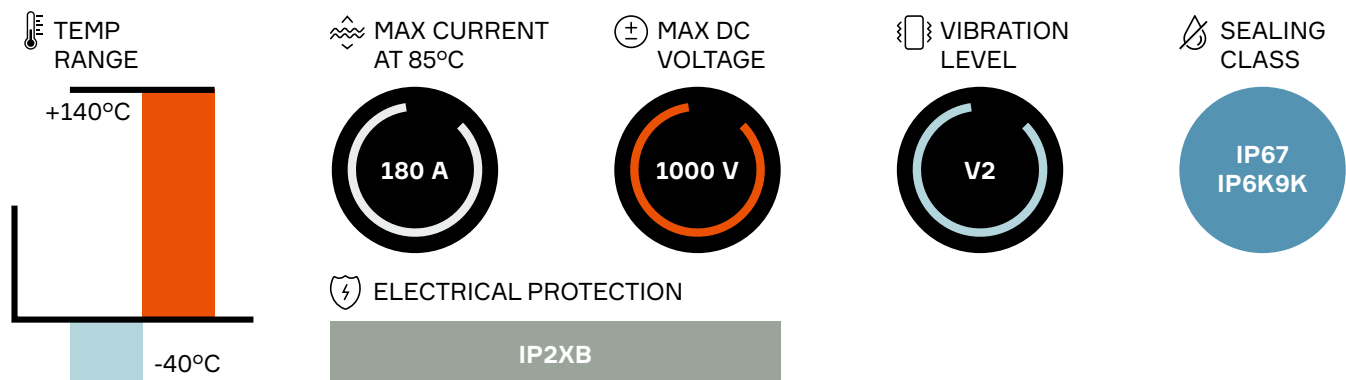 TEMP
RANGE
+140°C
-40°C
MAX CURRENT
AT 85°C
180 A
MAX DC
VOLTAGE
1000 V
VIBRATION
LEVEL
V2
SEALING
CLASS
IP67
IP6K9K
ELECTRICAL PROTECTION
IP2XB